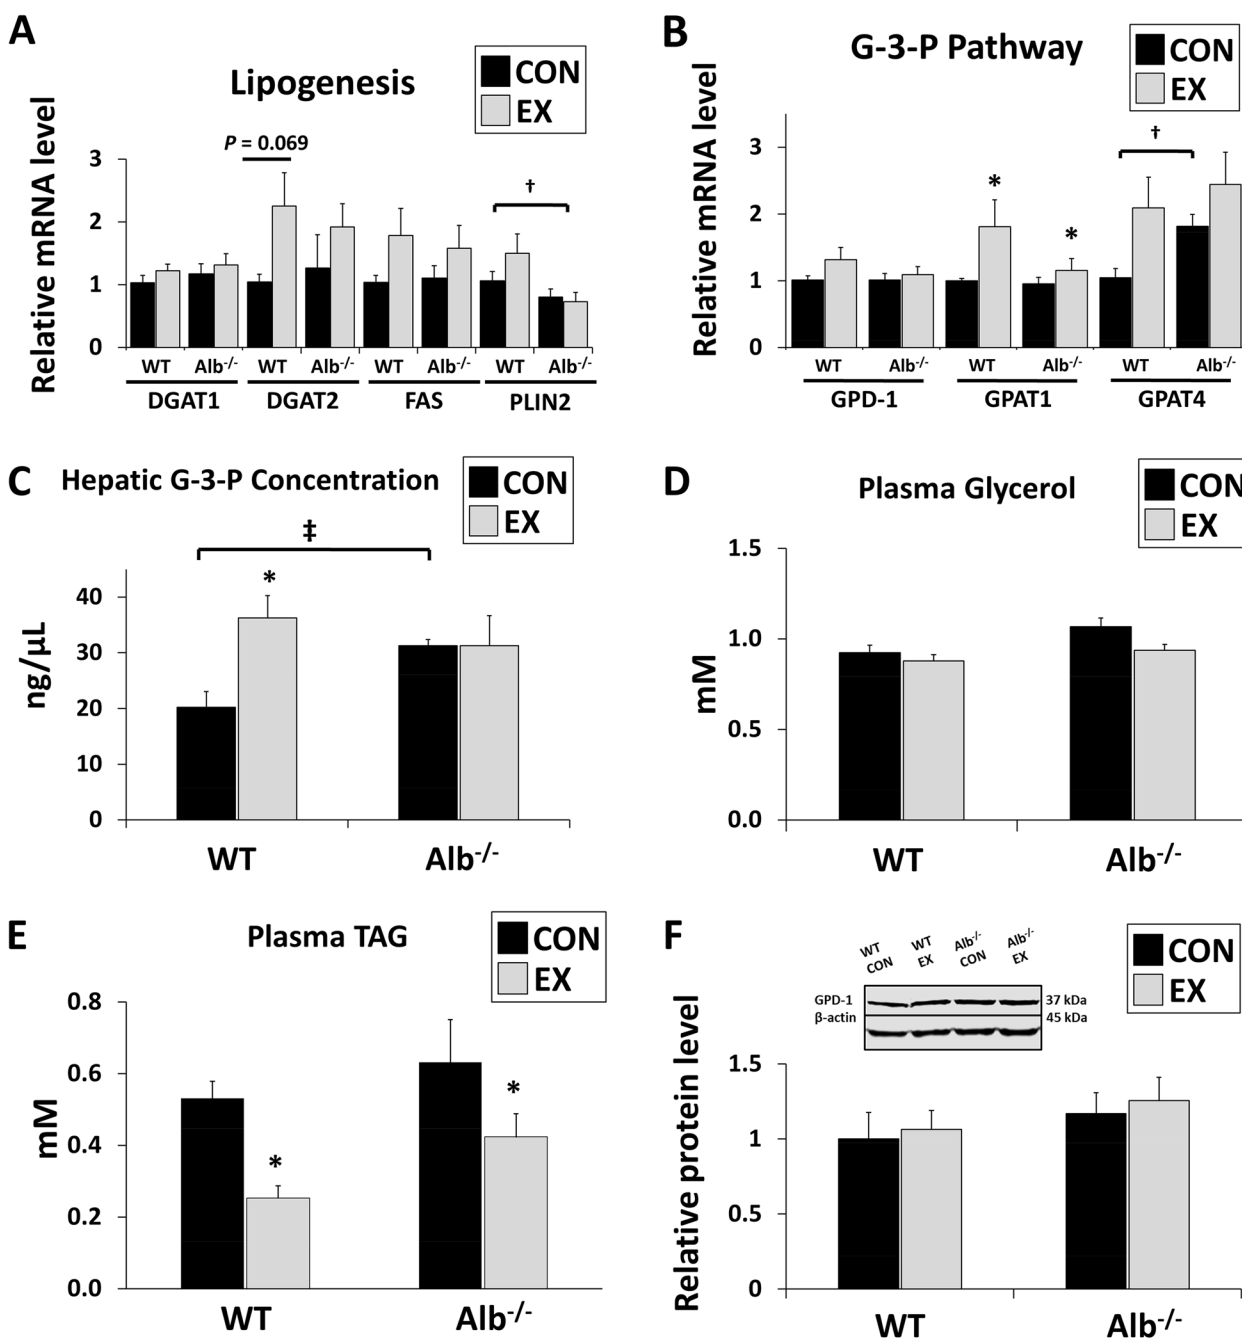 A
Lipogenesis
CON
EX
Relative mRNA level
P = 0.069
†
3
2
1
0
WT Alb-/- WT Alb-/- WT Alb-/- WT Alb-/-
DGAT1 DGAT2 FAS PLIN2
B
G-3-P Pathway
CON
EX
Relative mRNA level
†
* *
3
2
1
0
WT Alb-/- WT Alb-/- WT Alb-/-
GPD-1 GPAT1 GPAT4
C
Hepatic G-3-P Concentration
CON
EX
‡
*
ng/µL
40
30
20
10
0
WT Alb-/-
D
Plasma Glycerol
CON
EX
mM
1.5
1.0
0.5
0.0
WT Alb-/-
E
Plasma TAG
CON
EX
mM
0.8
0.6
0.4
0.2
0.0
* *
WT Alb-/-
F
WT CON
WT EX
Alb-/- CON
Alb-/- EX
CON
EX
GPD-1 37 kDa
β-actin 45 kDa
Relative protein level
1.5
1
0.5
0
WT Alb-/-